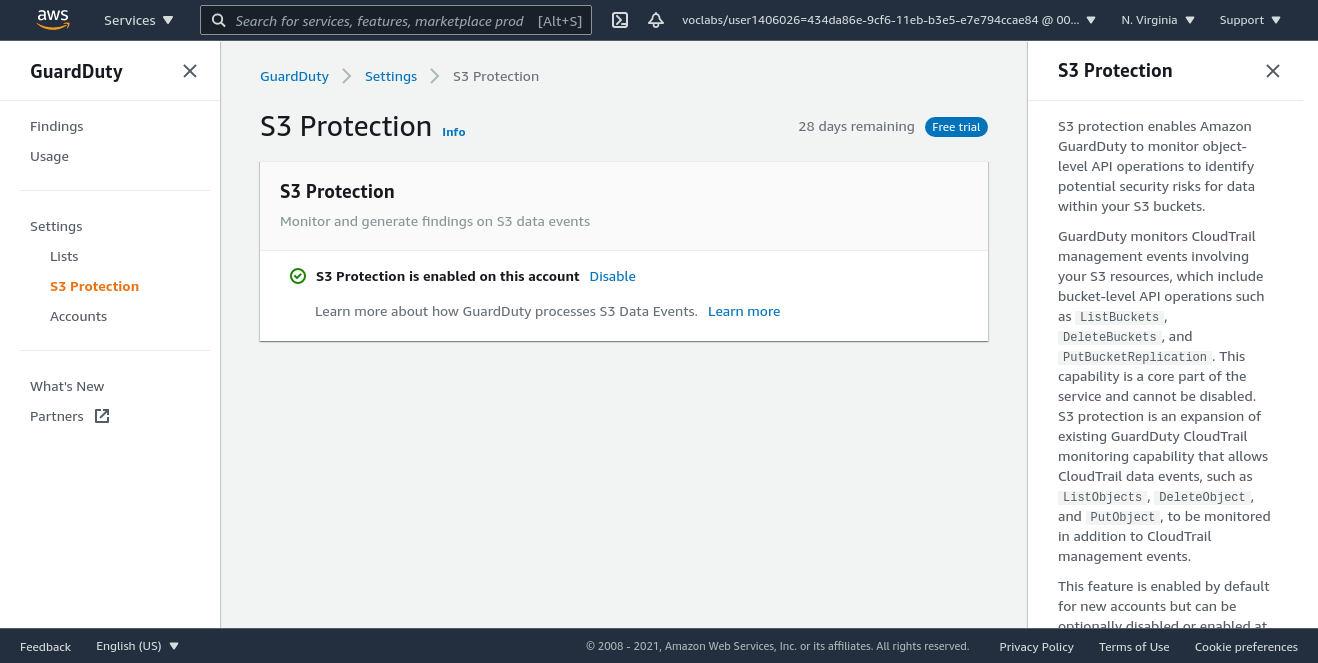 aws
Services
Search for services, features, marketplace prod [Alt+S]
voclabs/user1406026=434da86e-9cf6-11eb-b3e5-e7e794ccae84 @ 00...
N. Virginia
Support
GuardDuty
Findings
Usage
Settings
Lists
S3 Protection
Accounts
What's New
Partners
GuardDuty
Settings
S3 Protection
S3 Protection Info
28 days remaining
Free trial
S3 Protection
Monitor and generate findings on S3 data events
S3 Protection is enabled on this account Disable
Learn more about how GuardDuty processes S3 Data Events. Learn more
S3 Protection
S3 protection enables Amazon
GuardDuty to monitor object-
level API operations to identify
potential security risks for data
within your S3 buckets.
GuardDuty monitors CloudTrail
management events involving
your S3 resources, which include
bucket-level API operations such
as ListBuckets,
DeleteBuckets, and
PutBucketReplication. This
capability is a core part of the
service and cannot be disabled.
S3 protection is an expansion of
existing GuardDuty CloudTrail
monitoring capability that allows
CloudTrail data events, such as
ListObjects, DeleteObject,
and PutObject, to be monitored
in addition to CloudTrail
management events.
This feature is enabled by default
for new accounts but can be
optionally disabled or enabled at
Feedback
English (US)
© 2008 - 2021, Amazon Web Services, Inc. or its affiliates. All rights reserved.
Privacy Policy
Terms of Use
Cookie preferences